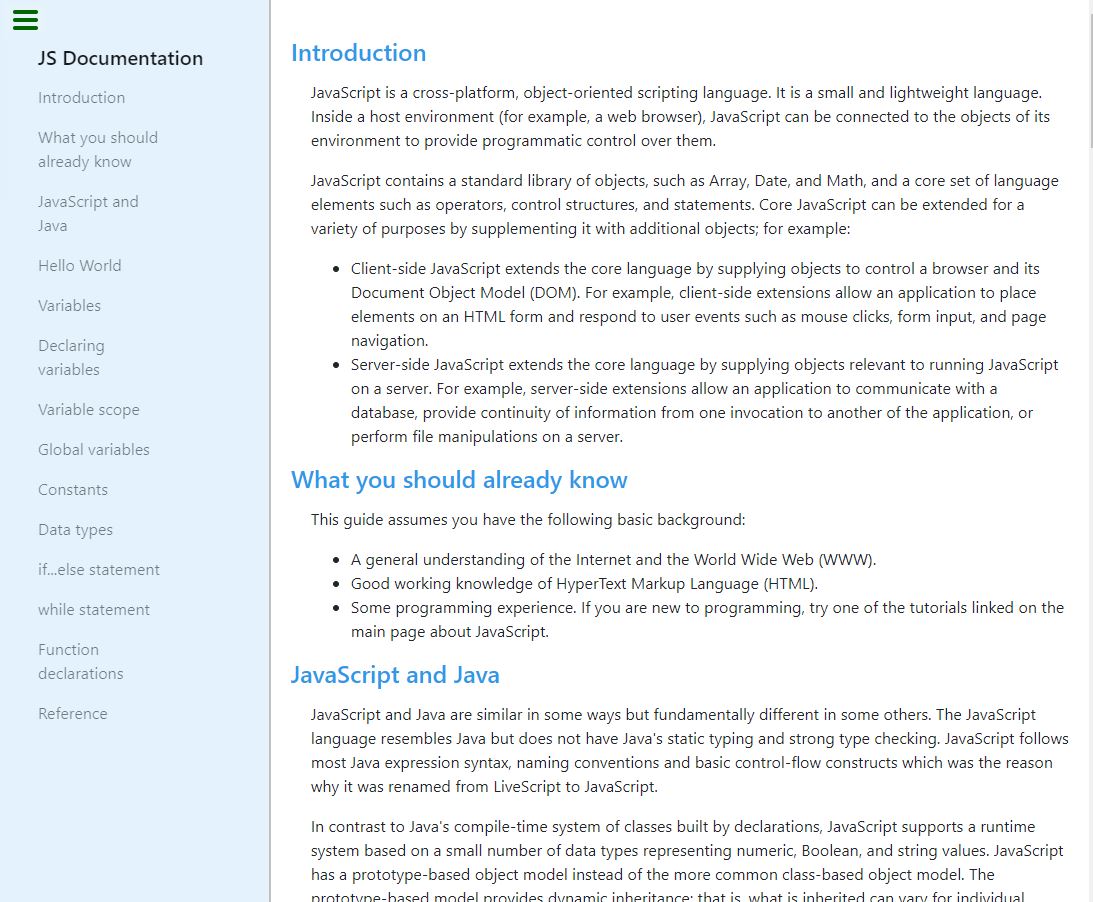 JS Documentation
Introduction
What you should
already know
JavaScript and
Java
Hello World
Variables
Declaring
variables
Variable scope
Global variables
Constants
Data types
if...else statement
while statement
Function
declarations
Reference
Introduction
JavaScript is a cross-platform, object-oriented scripting language. It is a small and lightweight language.
Inside a host environment (for example, a web browser), JavaScript can be connected to the objects of its
environment to provide programmatic control over them.
JavaScript contains a standard library of objects, such as Array, Date, and Math, and a core set of language
elements such as operators, control structures, and statements. Core JavaScript can be extended for a
variety of purposes by supplementing it with additional objects; for example:
• Client-side JavaScript extends the core language by supplying objects to control a browser and its
Document Object Model (DOM). For example, client-side extensions allow an application to place
elements on an HTML form and respond to user events such as mouse clicks, form input, and page
navigation.
• Server-side JavaScript extends the core language by supplying objects relevant to running JavaScript
on a server. For example, server-side extensions allow an application to communicate with a
database, provide continuity of information from one invocation to another of the application, or
perform file manipulations on a server.
What you should already know
This guide assumes you have the following basic background:
• A general understanding of the Internet and the World Wide Web (WWW).
• Good working knowledge of HyperText Markup Language (HTML).
• Some programming experience. If you are new to programming, try one of the tutorials linked on the
main page about JavaScript.
JavaScript and Java
JavaScript and Java are similar in some ways but fundamentally different in some others. The JavaScript
language resembles Java but does not have Java's static typing and strong type checking. JavaScript follows
most Java expression syntax, naming conventions and basic control-flow constructs which was the reason
why it was renamed from LiveScript to JavaScript.
In contrast to Java's compile-time system of classes built by declarations, JavaScript supports a runtime
system based on a small number of data types representing numeric, Boolean, and string values. JavaScript
has a prototype-based object model instead of the more common class-based object model. The
prototype-based model provides dynamic inheritance; that is, what is inherited can vary for individual